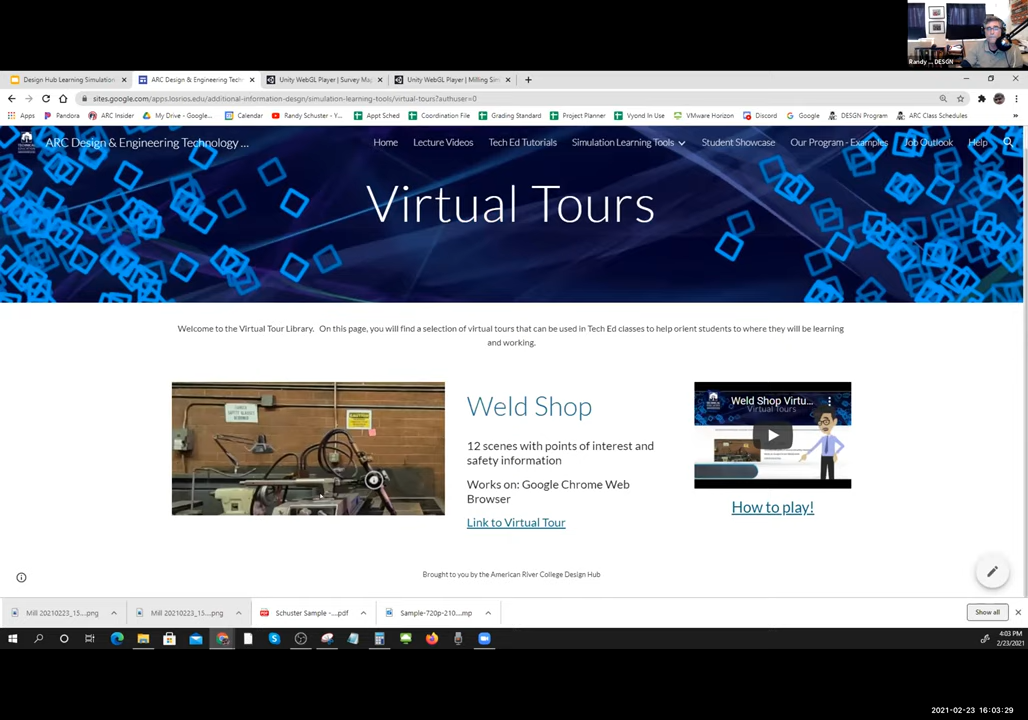 Randy ... DESGN
Design Hub Learning Simulation
ARC Design & Engineering Tech
Unity WebGL Player | Survey Ma
Unity WebGL Player | Milling Sim
sites.google.com/apps.losrios.edu/additional-information-desgn/simulation-learning-tools/virtual-tours?authuser=0
Apps Pandora ARC Insider My Drive - Google... Calendar Randy Schuster - Y... Appt Sched Coordination File Grading Standard Project Planner Vyond In Use VMware Horizon Discord Google DESGN Program ARC Class Schedules
ARC Design & Engineering Technology ...
Home Lecture Videos Tech Ed Tutorials Simulation Learning Tools Student Showcase Our Program - Examples Job Outlook Help
Virtual Tours
Welcome to the Virtual Tour Library. On this page, you will find a selection of virtual tours that can be used in Tech Ed classes to help orient students to where they will be learning
and working.
Weld Shop
12 scenes with points of interest and
safety information
Works on: Google Chrome Web
Browser
Link to Virtual Tour
Weld Shop Virtu...
Virtual Tours
How to play!
Brought to you by the American River College Design Hub
Mill 20210223_15....png
Mill 20210223_15....png
Schuster Sample -....pdf
Sample-720p-210....mp
Show all
4:03 PM
2/23/2021
2021-02-23 16:03:29